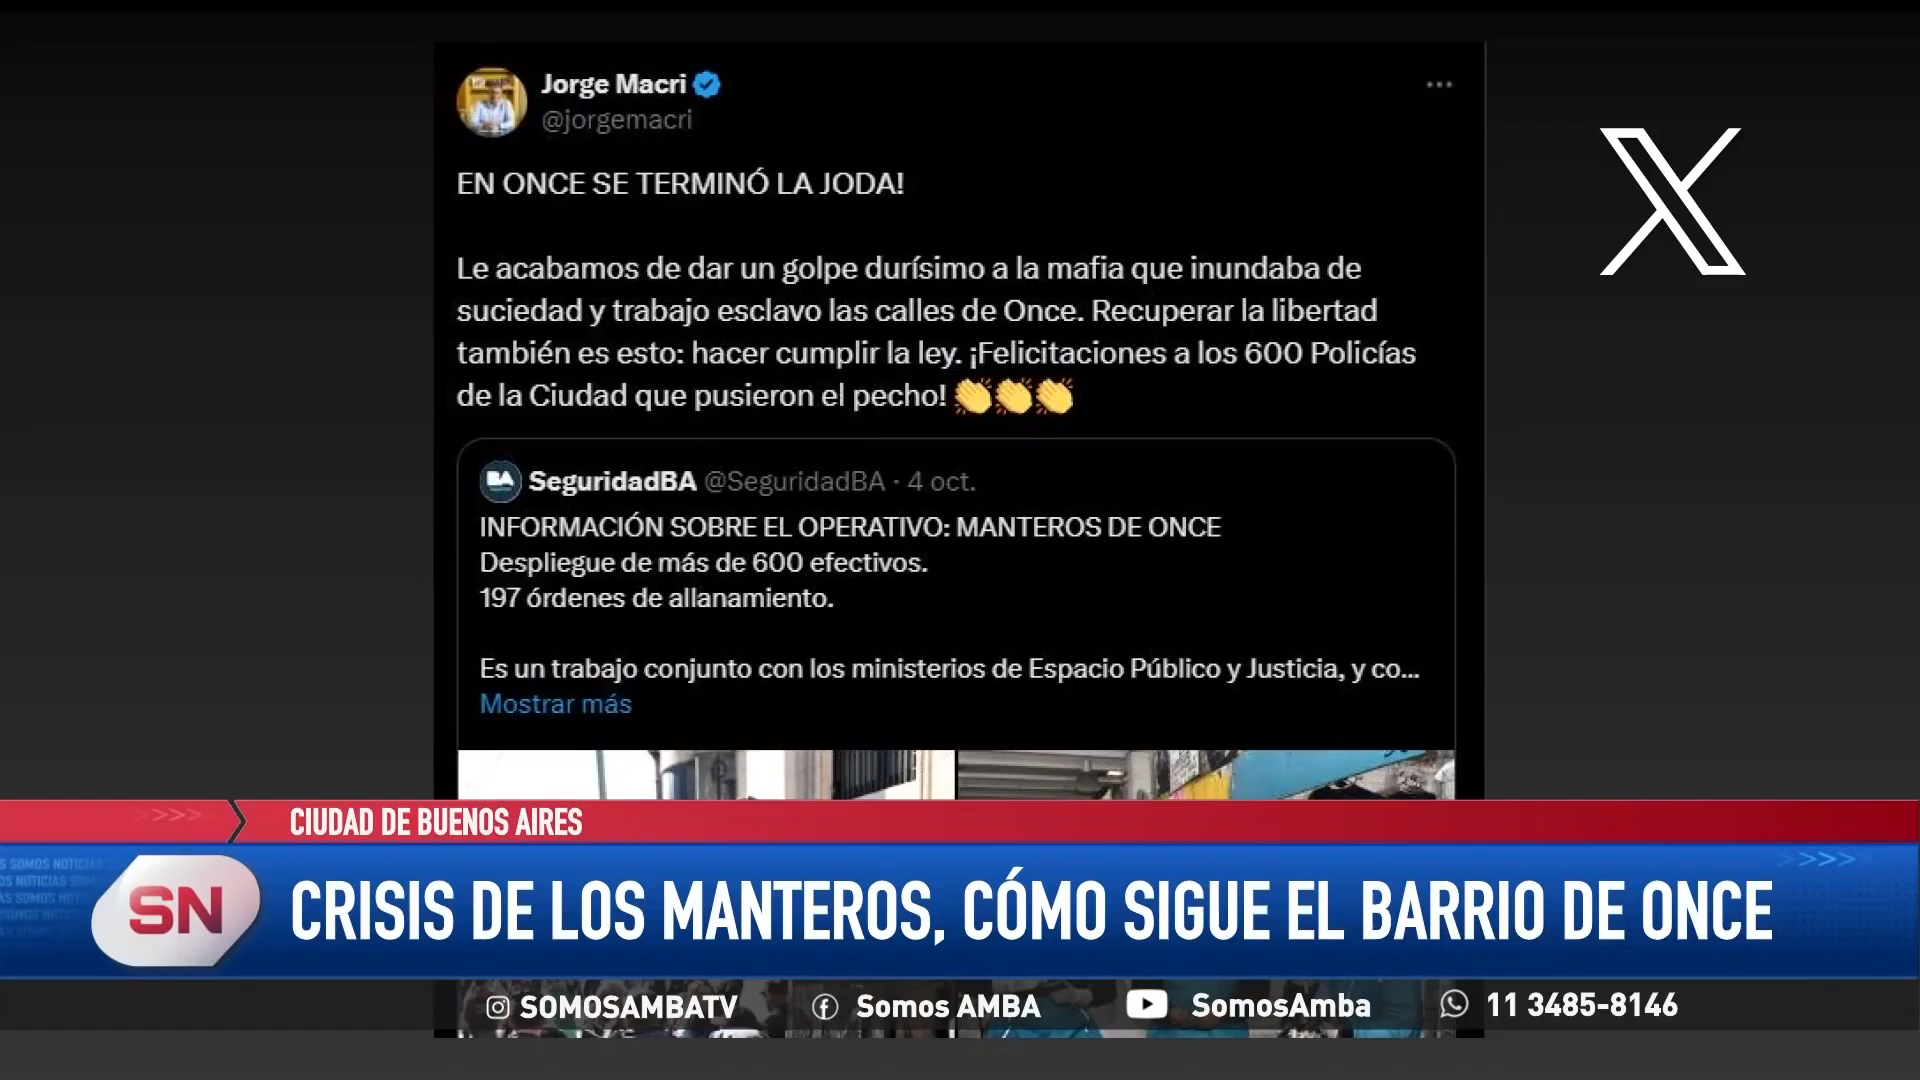 Jorge Macri
@jorgemacri
EN ONCE SE TERMINÓ LA JODA!
Le acabamos de dar un golpe durísimo a la mafia que inundaba de
suciedad y trabajo esclavo las calles de Once. Recuperar la libertad
también es esto: hacer cumplir la ley. ¡Felicitaciones a los 600 Policías
de la Ciudad que pusieron el pecho! 👏👏👏
BA SeguridadBA @SeguridadBA · 4 oct.
INFORMACIÓN SOBRE EL OPERATIVO: MANTEROS DE ONCE
Despliegue de más de 600 efectivos.
197 órdenes de allanamiento.
Es un trabajo conjunto con los ministerios de Espacio Público y Justicia, y co...
Mostrar más
CIUDAD DE BUENOS AIRES
SN
CRISIS DE LOS MANTEROS, CÓMO SIGUE EL BARRIO DE ONCE
SOMOSAMBATV Somos AMBA SomosAmba 11 3485-8146